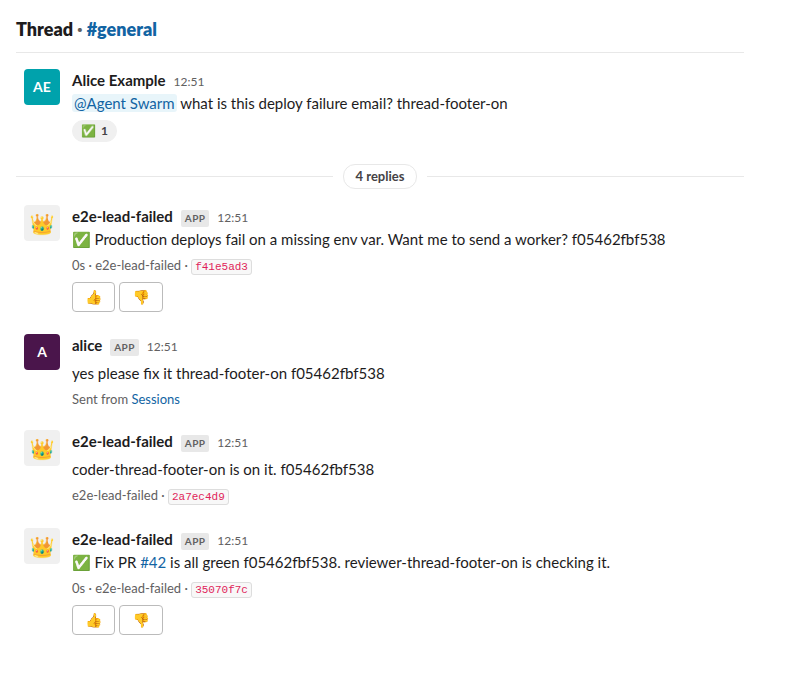 Thread • #general
AE
Alice Example 12:51
@Agent Swarm what is this deploy failure email? thread-footer-on
✅ 1
4 replies
e2e-lead-failed APP 12:51
✅ Production deploys fail on a missing env var. Want me to send a worker? f05462fbf538
0s · e2e-lead-failed · f41e5ad3
👍 👎
A
alice APP 12:51
yes please fix it thread-footer-on f05462fbf538
Sent from Sessions
e2e-lead-failed APP 12:51
coder-thread-footer-on is on it. f05462fbf538
e2e-lead-failed · 2a7ec4d9
e2e-lead-failed APP 12:51
✅ Fix PR #42 is all green f05462fbf538. reviewer-thread-footer-on is checking it.
0s · e2e-lead-failed · 35070f7c
👍 👎